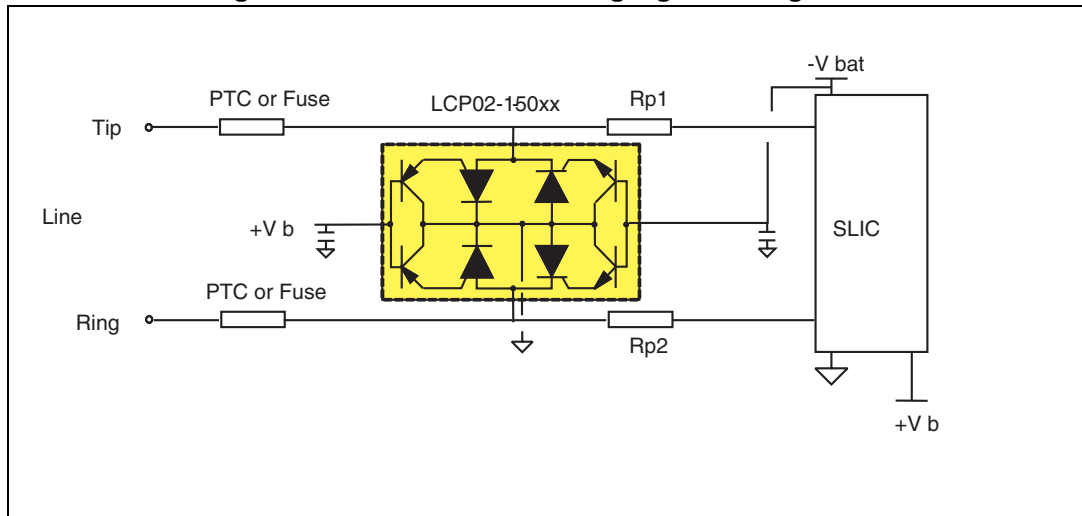 -V bat
PTC or Fuse
LCP02-150xx
Rp1
Tip
Line
+V b
SLIC
PTC or Fuse
Ring
Rp2
+V b